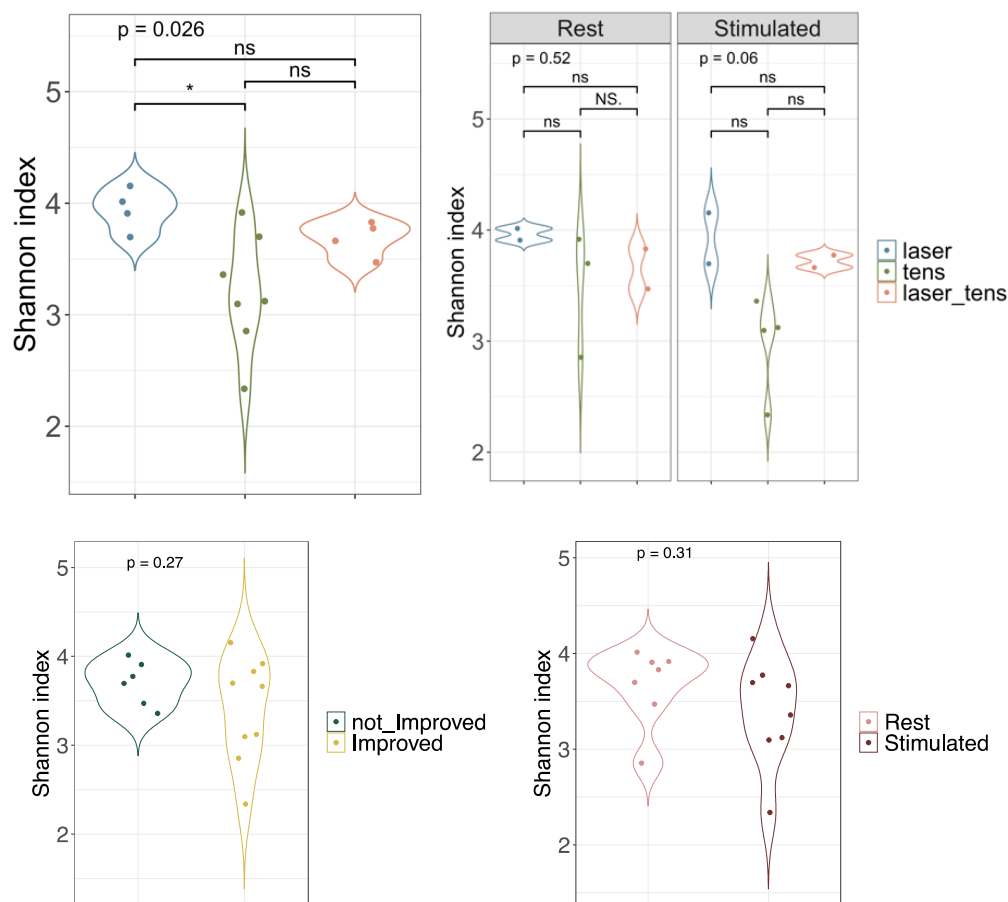 p = 0.026
ns
ns
*
5
4
3
2
Shannon index
Rest
Stimulated
p = 0.52
p = 0.06
ns
ns
NS.
ns
ns
ns
5
4
3
2
Shannon index
laser
tens
laser_tens
p = 0.27
5
4
3
2
Shannon index
not_Improved
Improved
p = 0.31
5
4
3
2
Shannon index
Rest
Stimulated